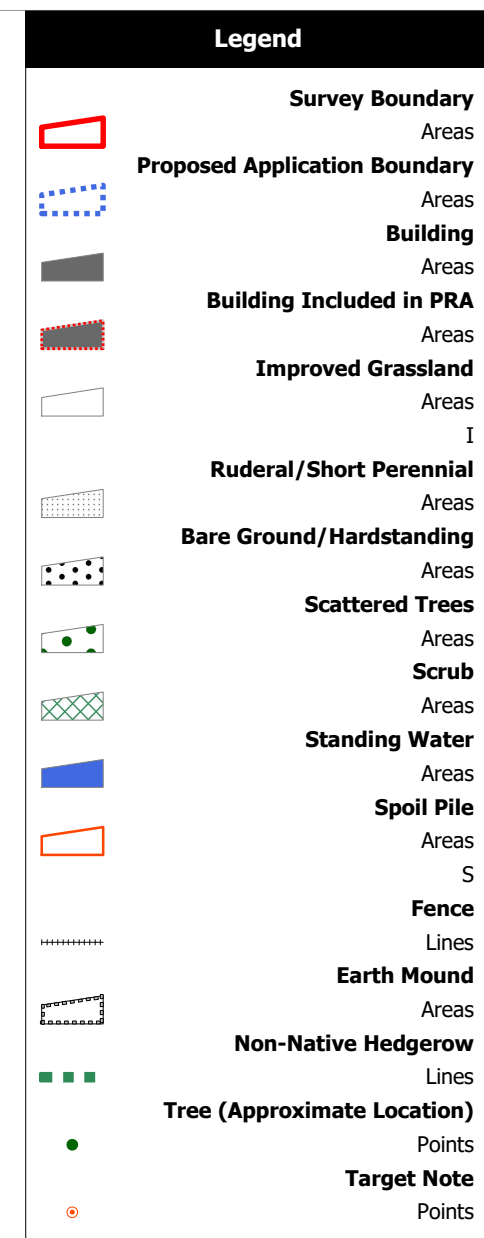 Legend
Survey Boundary
Areas
Proposed Application Boundary
Areas
Building
Areas
Building Included in PRA
Areas
Improved Grassland
Areas
I
Ruderal/Short Perennial
Areas
Bare Ground/Hardstanding
Areas
Scattered Trees
Areas
Scrub
Areas
Standing Water
Areas
Spoil Pile
Areas
S
Fence
Lines
Earth Mound
Areas
Non-Native Hedgerow
Lines
Tree (Approximate Location)
Points
Target Note
Points